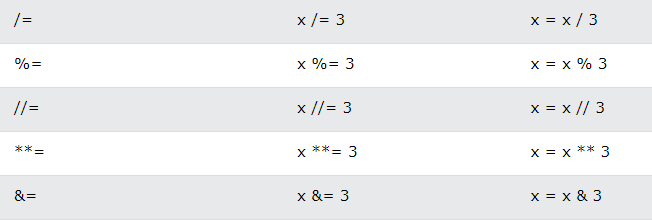 /= x /= 3 x = x / 3
%= x %= 3 x = x % 3
//= x //= 3 x = x // 3
**= x **= 3 x = x ** 3
&= x &= 3 x = x & 3